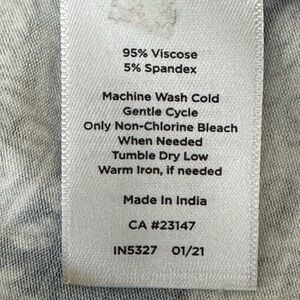 95% Viscose
5% Spandex
Machine Wash Cold
Gentle Cycle
Only Non-Chlorine Bleach
When Needed
Tumble Dry Low
Warm Iron, if needed
Made in India
CA #23147
IN5327 01/21